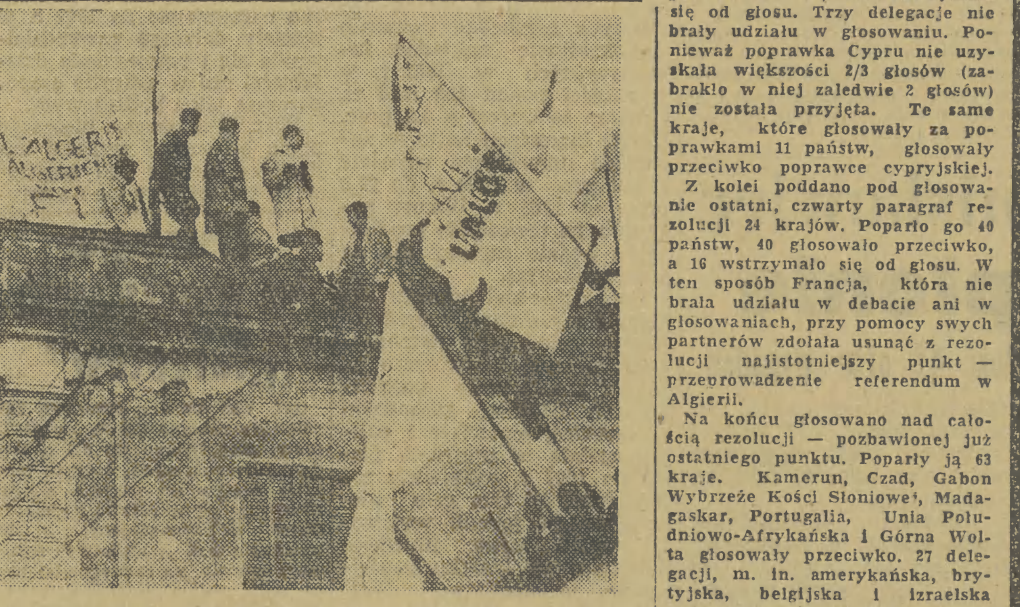 L'ALGERIE
ALGERIENNE
się od głosu. Trzy delegacje nie
brały udziału w głosowaniu. Po-
nieważ poprawka Cypru nie uzy-
skała większości 2/3 głosów (za-
brakło w niej zaledwie 2 głosów)
nie została przyjęta. Te same
kraje, które głosowały za po-
prawkami 11 państw, głosowały
przeciwko poprawce cypryjskiej.
Z kolei poddano pod głosowa-
nie ostatni, czwarty paragraf re-
zolucji 24 krajów. Poparło go 40
państw, 40 głosowało przeciwko,
a 16 wstrzymało się od głosu. W
ten sposób Francja, która nie
brała udziału w debacie ani w
głosowaniach, przy pomocy swych
partnerów zdołała usunąć z rezo-
lucji najistotniejszy punkt —
przeprowadzenie referendum w
Algierii.
Na końcu głosowano nad cało-
ścią rezolucji — pozbawionej już
ostatniego punktu. Poparły ją 63
kraje. Kamerun, Czad, Gabon
Wybrzeże Kości Słoniowej, Mada-
gaskar, Portugalia, Unia Połu-
dniowo-Afrykańska i Górna Wol-
ta głosowały przeciwko. 27 dele-
gacji, m. in. amerykańska, bry-
tyjska, belgijska i izraelska